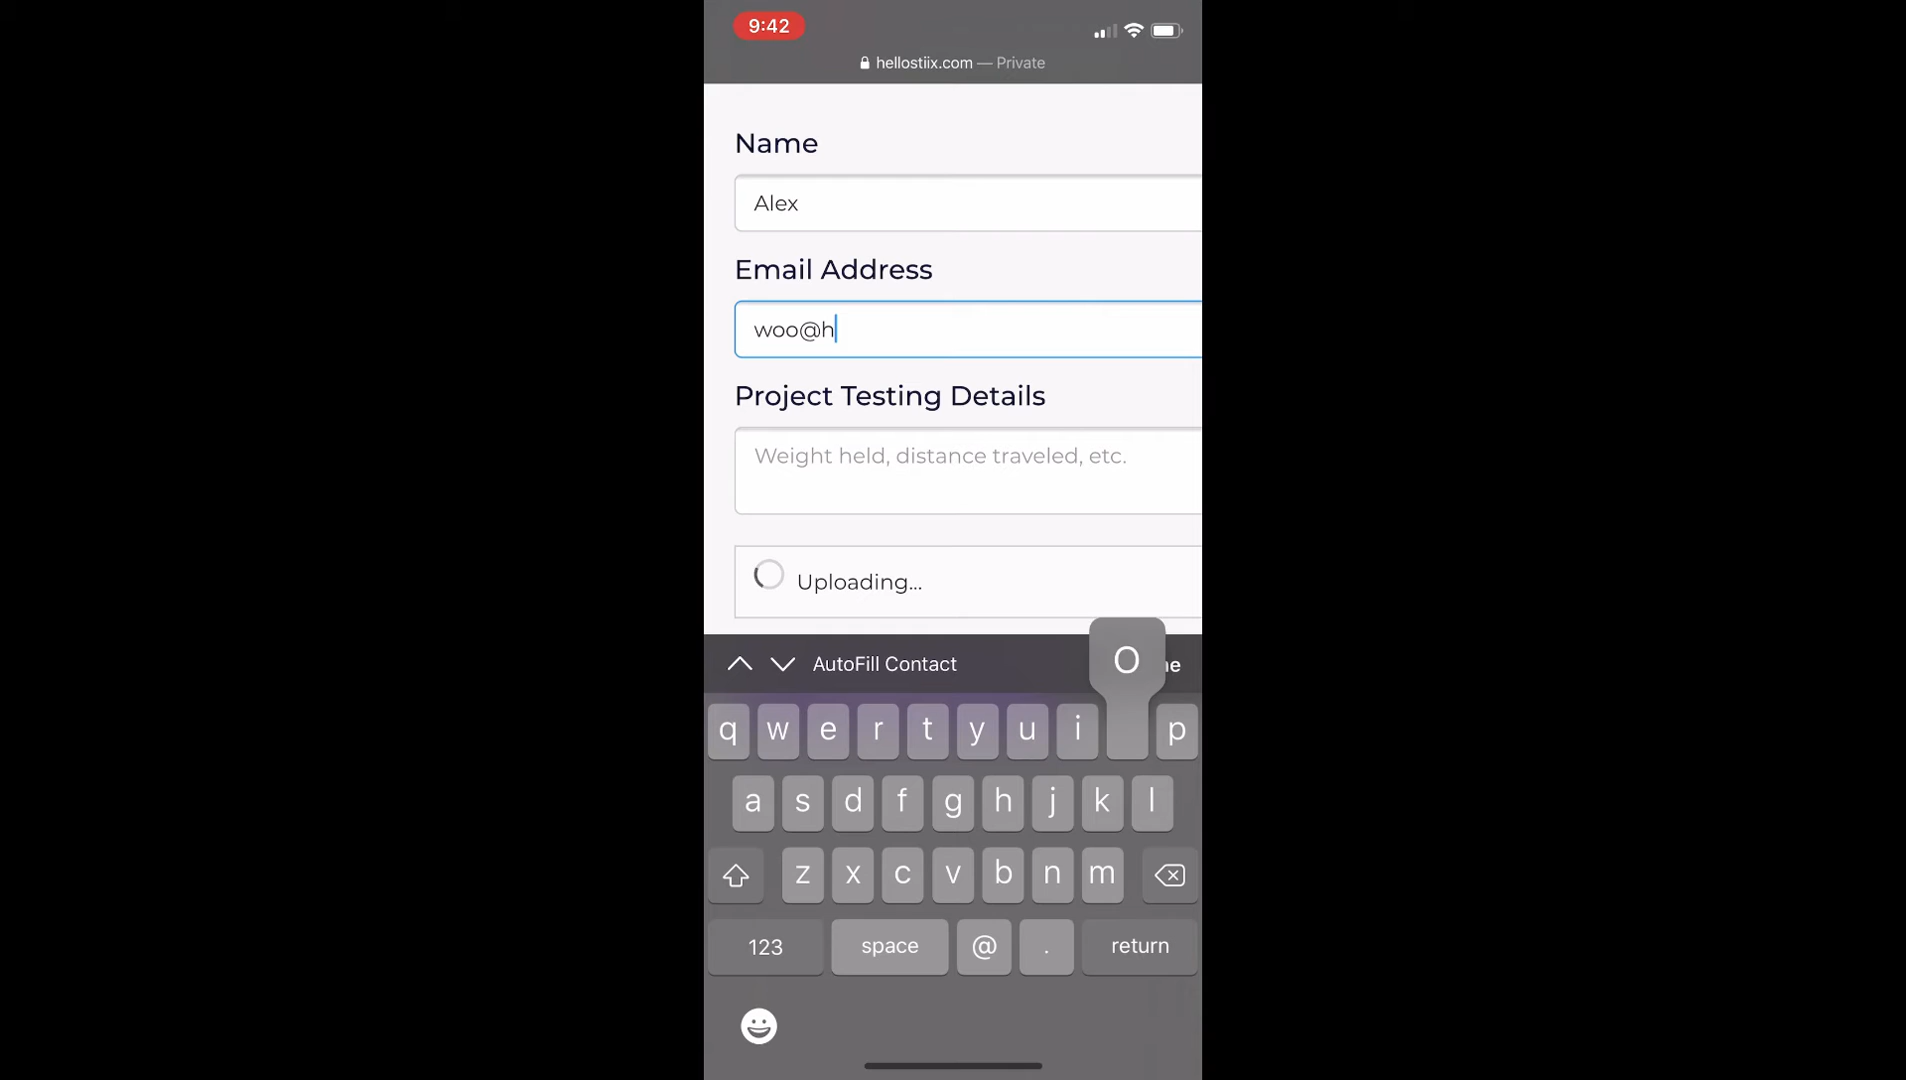 9:42
hellostiix.com — Private
Name
Alex
Email Address
woo@h
Project Testing Details
Weight held, distance traveled, etc.
Uploading...
O
AutoFill Contact ne
q w e r t y u i p
a s d f g h j k l
z x c v b n m
123 space @ . return